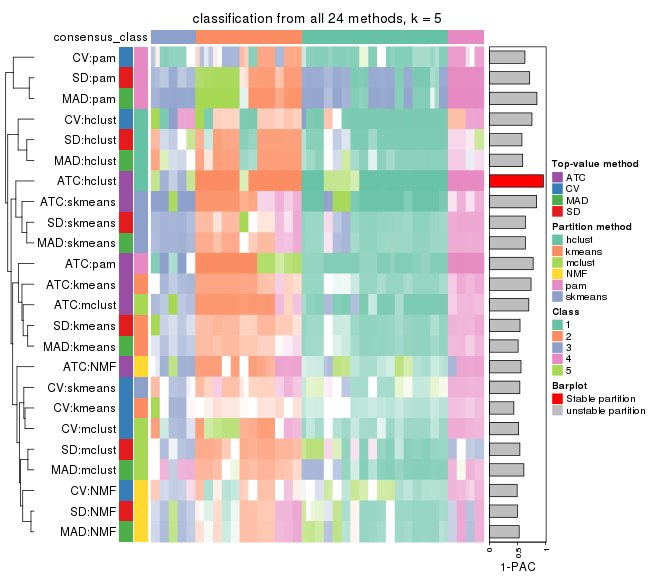 classification from all 24 methods, k = 5
consensus_class
CV:pam
SD:pam
MAD:pam
CV:hclust
SD:hclust
MAD:hclust
ATC:hclust
ATC:skmeans
SD:skmeans
MAD:skmeans
ATC:pam
ATC:kmeans
ATC:mclust
SD:kmeans
MAD:kmeans
ATC:NMF
CV:skmeans
CV:kmeans
CV:mclust
SD:mclust
MAD:mclust
CV:NMF
SD:NMF
MAD:NMF
0
0.5
1
1-PAC
Top-value method
ATC
CV
MAD
SD
Partition method
hclust
kmeans
mclust
NMF
pam
skmeans
Class
1
2
3
4
5
Barplot
Stable partition
unstable partition